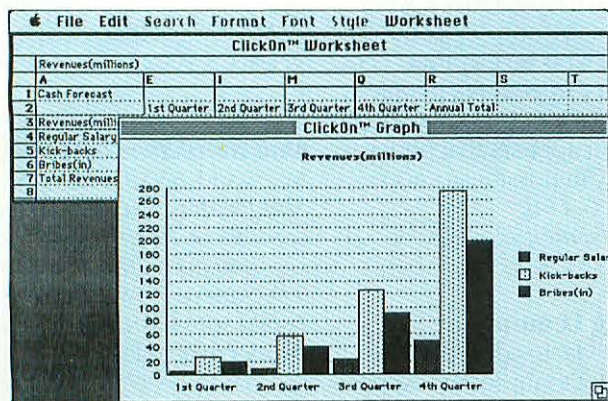 File Edit Search Format Font Style Worksheet
ClickOn™ Worksheet
Revenues(millions)
A E I M Q R S T
1 Cash Forecast
2 1st Quarter 2nd Quarter 3rd Quarter 4th Quarter Annual Total:
3 Revenues(milli
4 Regular Salary
5 Kick-backs
6 Bribes(in)
7 Total Revenues
8
ClickOn™ Graph
Revenues(millions)
280
260
240
220
200
180
160
140
120
100
80
60
40
20
0
Regular Salar
Kick-backs
Bribes(in)
1st Quarter 2nd Quarter 3rd Quarter 4th Quarter